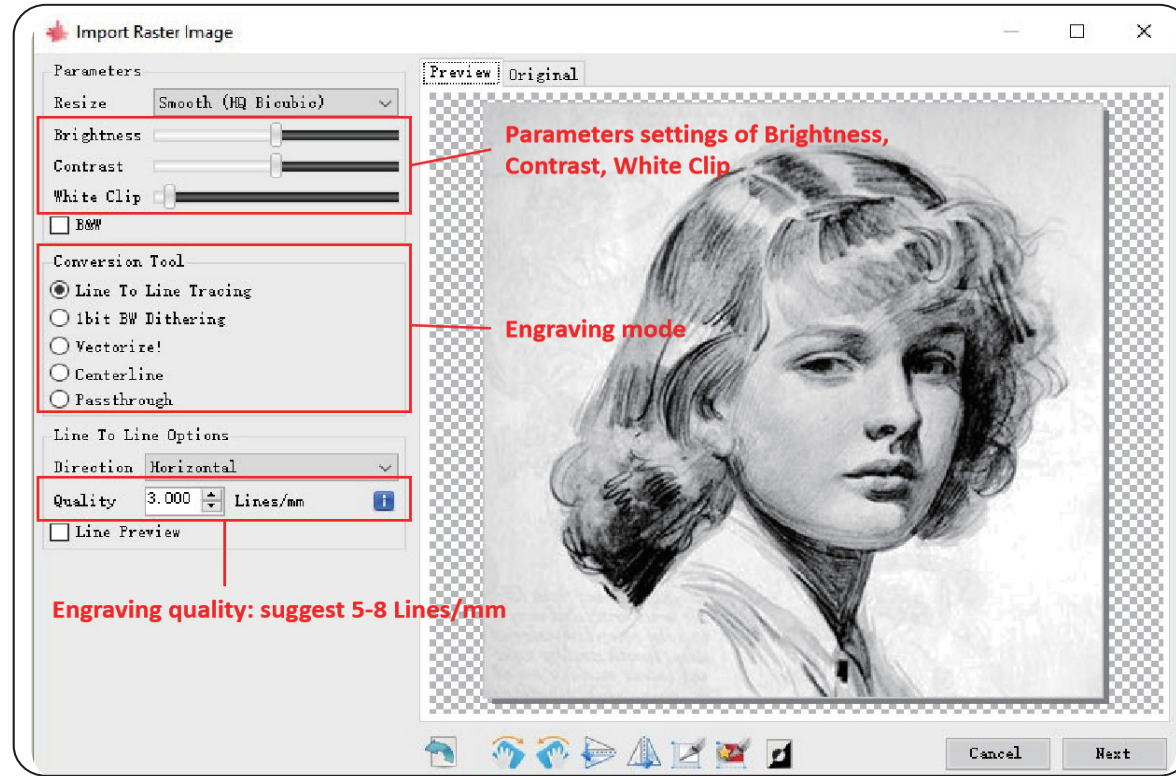 Import Raster Image
Parameters
Resize Smooth (HQ Bicubic)
Brightness
Contrast
White Clip
B&W
Conversion Tool
Line To Line Tracing
1bit BW Dithering
Vectorize!
Centerline
Passthrough
Line To Line Options
Direction Horizontal
Quality 3.000 Lines/mm
Line Preview
Engraving quality: suggest 5-8 Lines/mm
Preview Original
Parameters settings of Brightness,
Contrast, White Clip
Engraving mode
Cancel Next